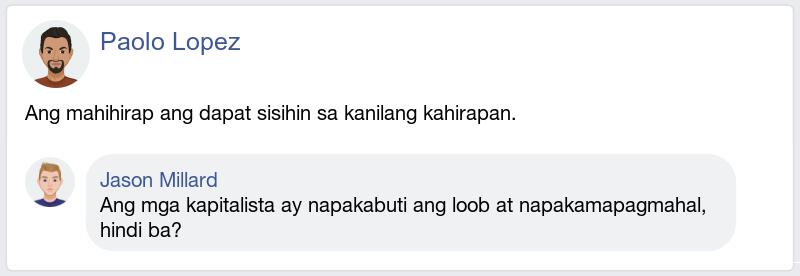 Paolo Lopez
Ang mahihirap ang dapat sisihin sa kanilang kahirapan.
Jason Millard
Ang mga kapitalista ay napakabuti ang loob at napakamapagmahal,
hindi ba?